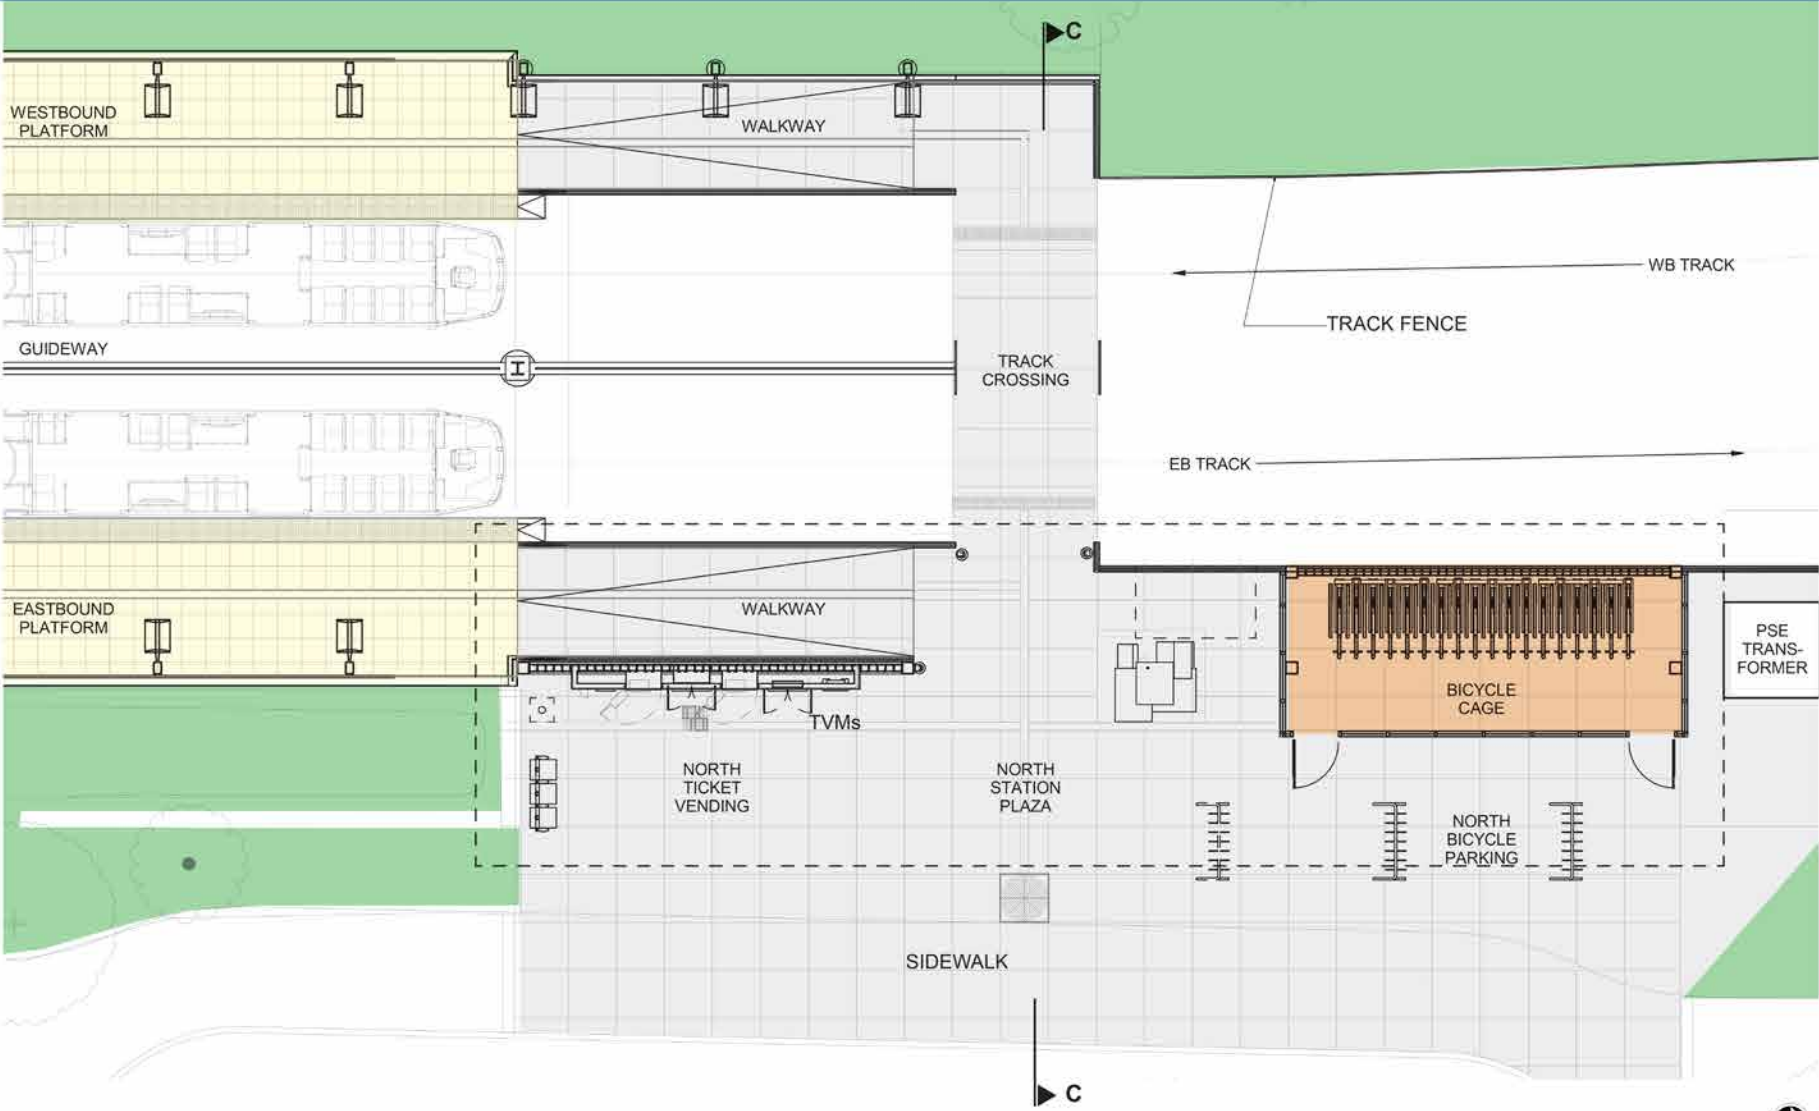 C
WESTBOUND
PLATFORM
WALKWAY
WB TRACK
TRACK FENCE
GUIDEWAY
TRACK
CROSSING
EB TRACK
EASTBOUND
PLATFORM
WALKWAY
PSE
TRANS-
FORMER
BICYCLE
CAGE
TVMs
NORTH
TICKET
VENDING
NORTH
STATION
PLAZA
NORTH
BICYCLE
PARKING
SIDEWALK
C